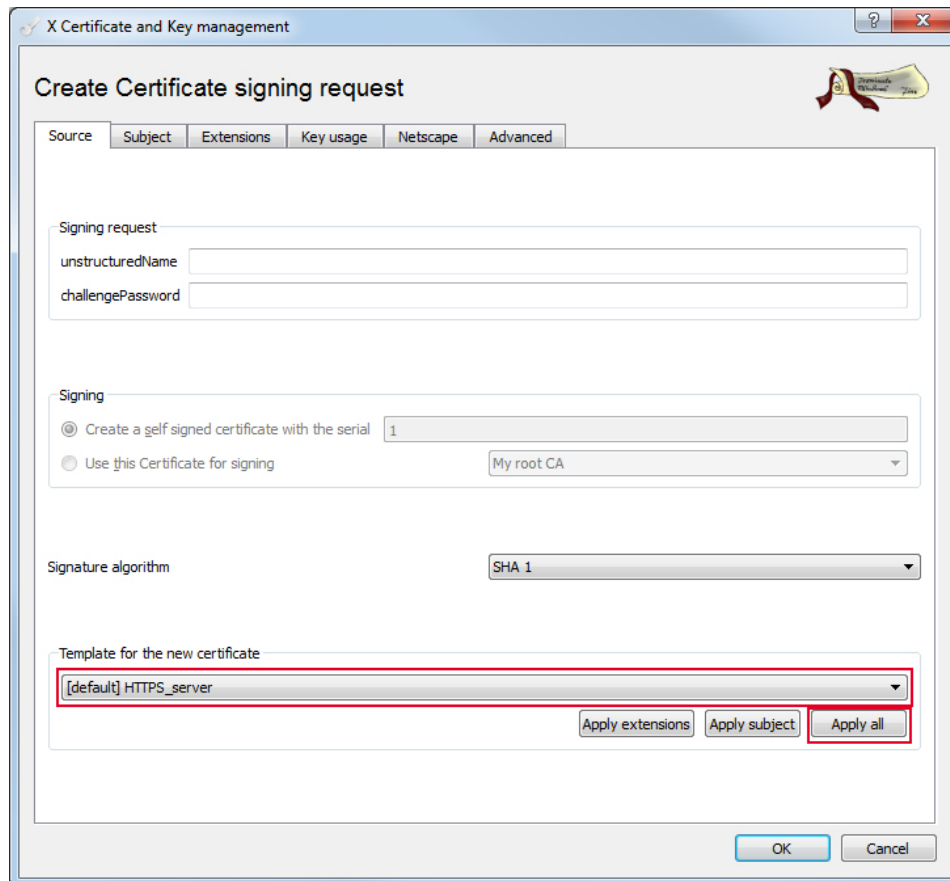 X Certificate and Key management
Create Certificate signing request
Source Subject Extensions Key usage Netscape Advanced
Signing request
unstructuredName
challengePassword
Signing
Create a self signed certificate with the serial 1
Use this Certificate for signing My root CA
Signature algorithm SHA 1
Template for the new certificate
[default] HTTPS_server
Apply extensions Apply subject Apply all
OK Cancel